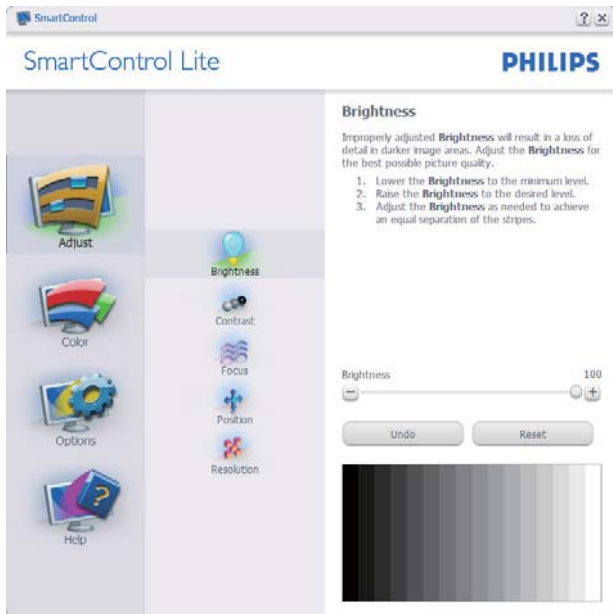 SmartControl
SmartControl Lite
PHILIPS
Adjust
Color
Options
Help
Brightness
Contrast
Focus
Position
Resolution
Brightness
Improperly adjusted Brightness will result in a loss of
detail in darker image areas. Adjust the Brightness for
the best possible picture quality.
1. Lower the Brightness to the minimum level.
2. Raise the Brightness to the desired level.
3. Adjust the Brightness as needed to achieve
an equal separation of the stripes.
Brightness 100
Undo Reset